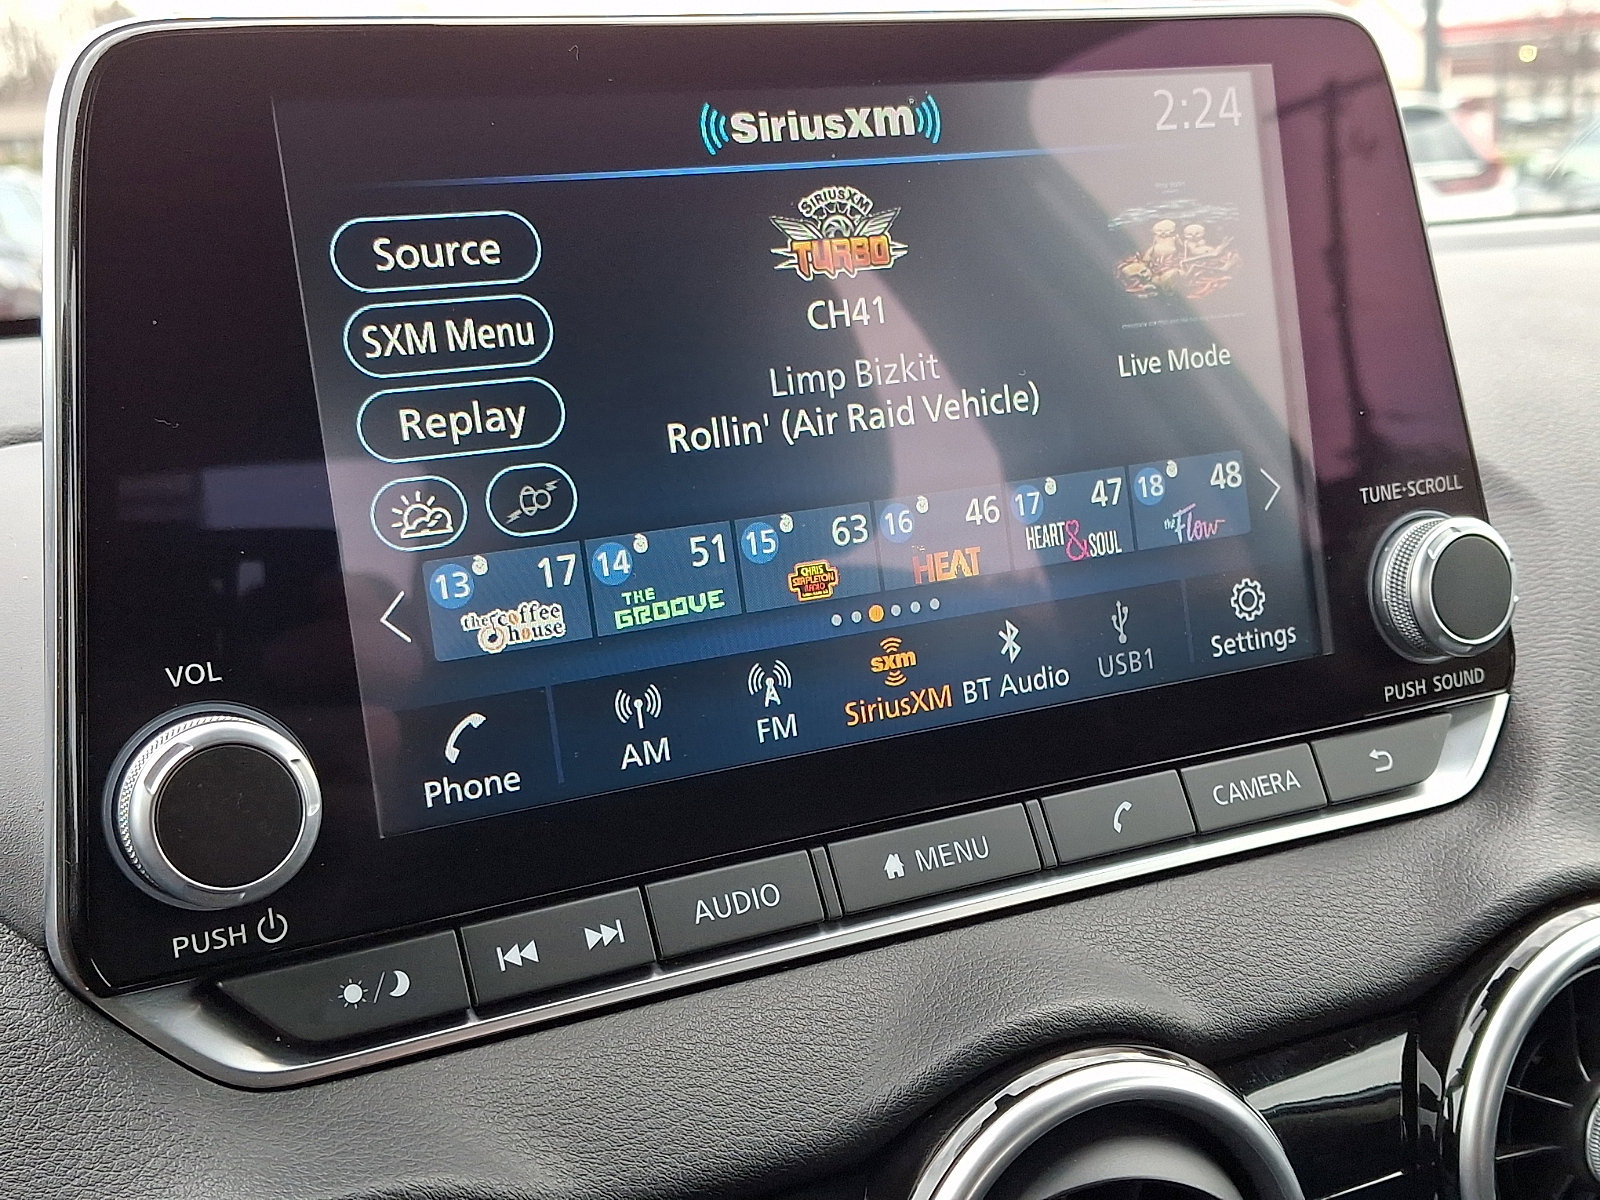 SiriusXM
2:24
Source
SXM Menu
Replay
SIRIUSXM
TURBO
CH41
Limp Bizkit
Rollin' (Air Raid Vehicle)
Live Mode
13 17
the coffee house
14 51
THE GROOVE
15 63
CHRIS STAPLETON RADIO
16 46
HEAT
17 47
HEART & SOUL
18 48
the Flow
Phone
AM
FM
sxm
SiriusXM
BT Audio
USB1
Settings
VOL
PUSH
TUNE·SCROLL
PUSH SOUND
AUDIO
MENU
CAMERA